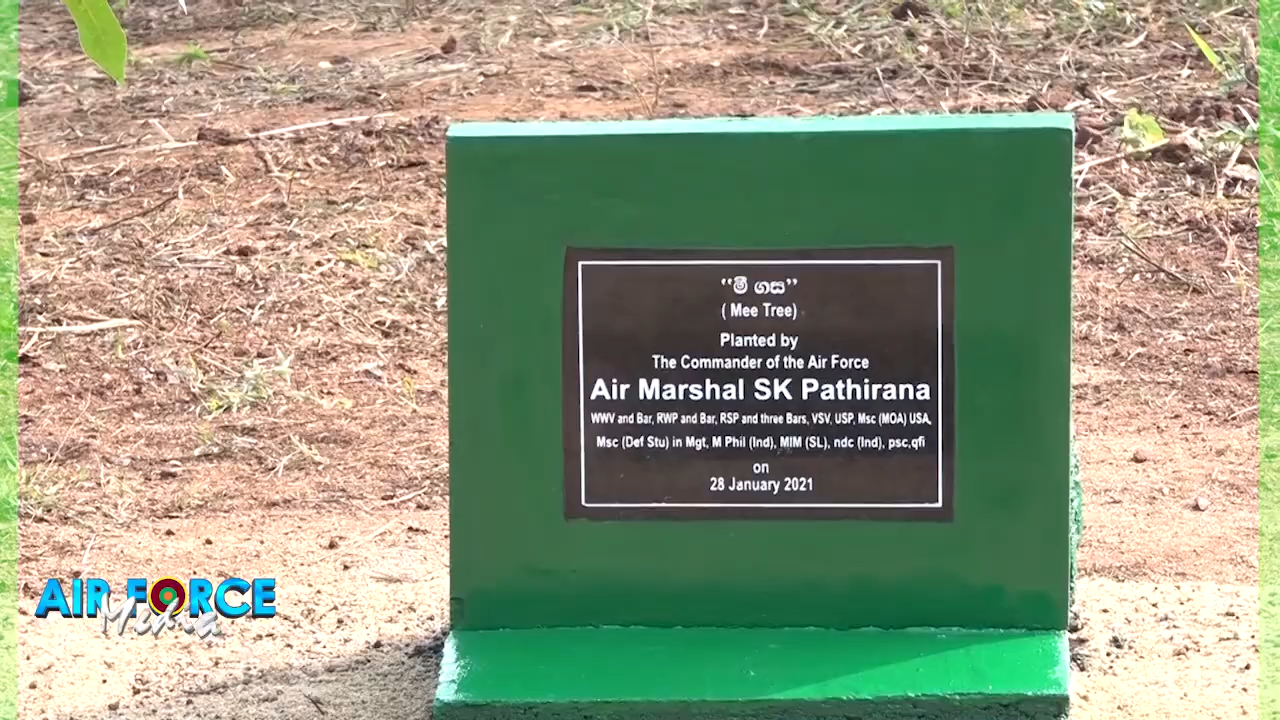 “මී ගස”
( Mee Tree)
Planted by
The Commander of the Air Force
Air Marshal SK Pathirana
WWV and Bar, RWP and Bar, RSP and three Bars, VSV, USP, Msc (MOA) USA,
Msc (Def Stu) in Mgt, M Phil (Ind), MIM (SL), ndc (Ind), psc,qfi
on
28 January 2021
AIR FORCE
Media